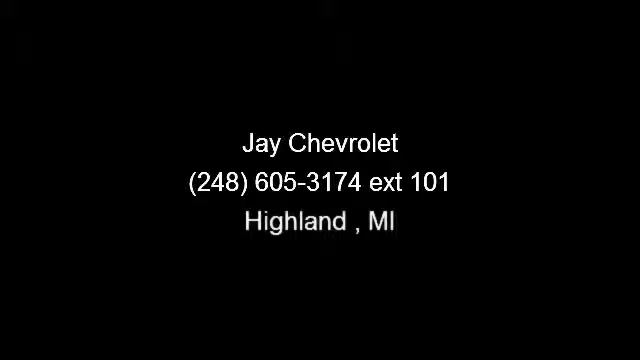 Jay Chevrolet
(248) 605-3174 ext 101
Highland , MI